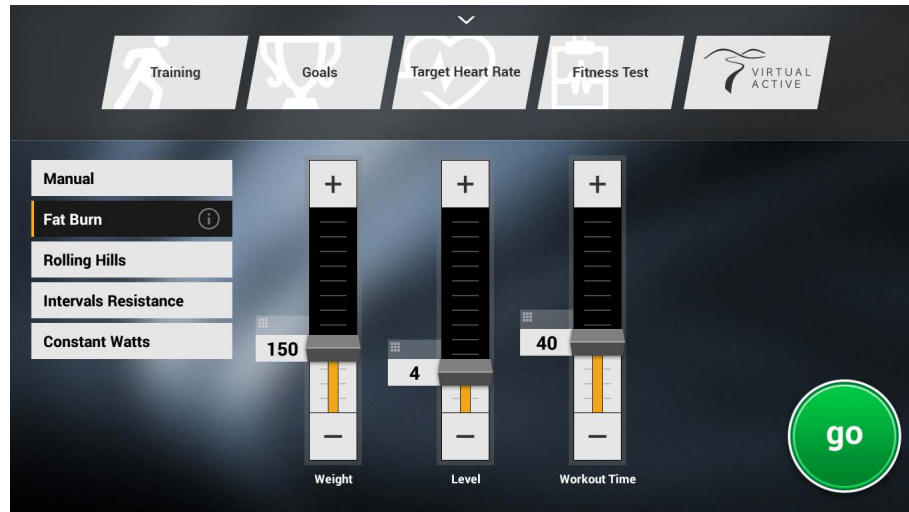 Training
Goals
Target Heart Rate
Fitness Test
VIRTUAL
ACTIVE
Manual
Fat Burn
Rolling Hills
Intervals Resistance
Constant Watts
+
+
+
150
4
40
−
−
−
Weight
Level
Workout Time
go